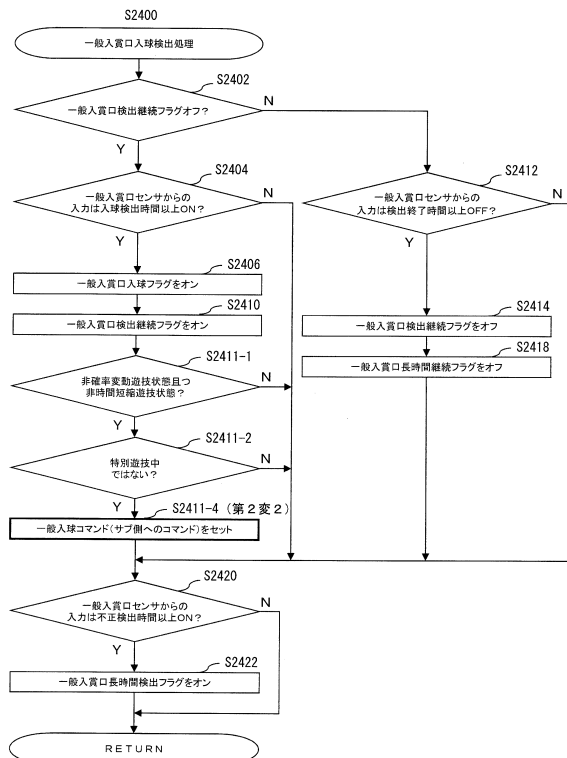 S2400
一般入賞口入球検出処理
S2402
一般入賞口検出継続フラグオフ？
N
Y
S2404
一般入賞口センサからの
入力は入球検出時間以上ON？
N
Y
S2412
一般入賞口センサからの
入力は検出終了時間以上OFF？
N
Y
S2406
一般入賞口入球フラグをオン
S2410
一般入賞口検出継続フラグをオン
S2414
一般入賞口検出継続フラグをオフ
S2418
一般入賞口長時間継続フラグをオフ
S2411-1
非確率変動遊技状態且つ
非時間短縮遊技状態？
N
Y
S2411-2
特別遊技中
ではない？
N
Y
S2411-4 (第2変2)
一般入球コマンド(サブ側へのコマンド)をセット
S2420
一般入賞口センサからの
入力は不正検出時間以上ON？
N
Y
S2422
一般入賞口長時間検出フラグをオン
RETURN